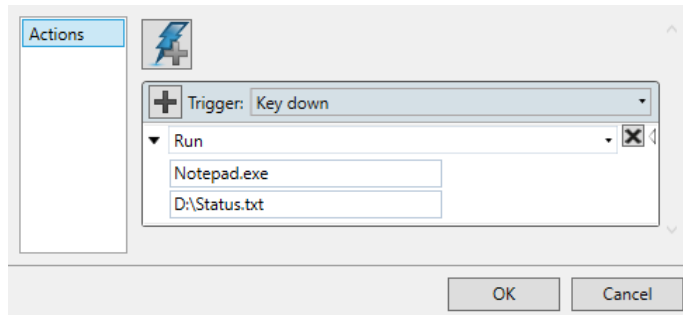 Actions
Trigger: Key down
Run
Notepad.exe
D:\Status.txt
OK Cancel